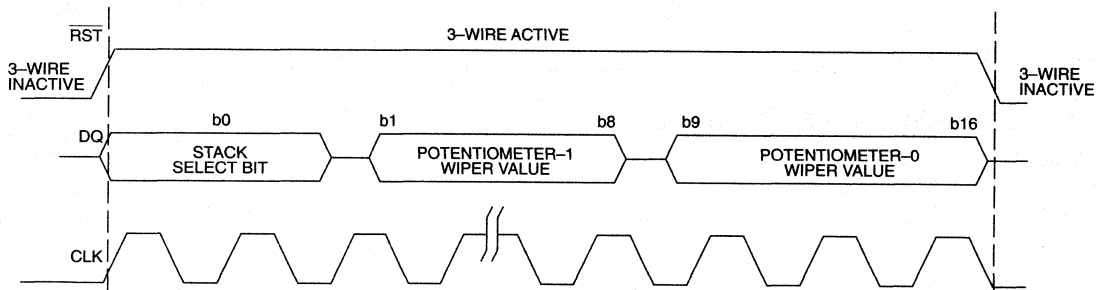 RST
3–WIRE ACTIVE
3–WIRE
INACTIVE
3–WIRE
INACTIVE
DQ
b0
b1
b8
b9
b16
STACK
SELECT BIT
POTENTIOMETER–1
WIPER VALUE
POTENTIOMETER–0
WIPER VALUE
CLK